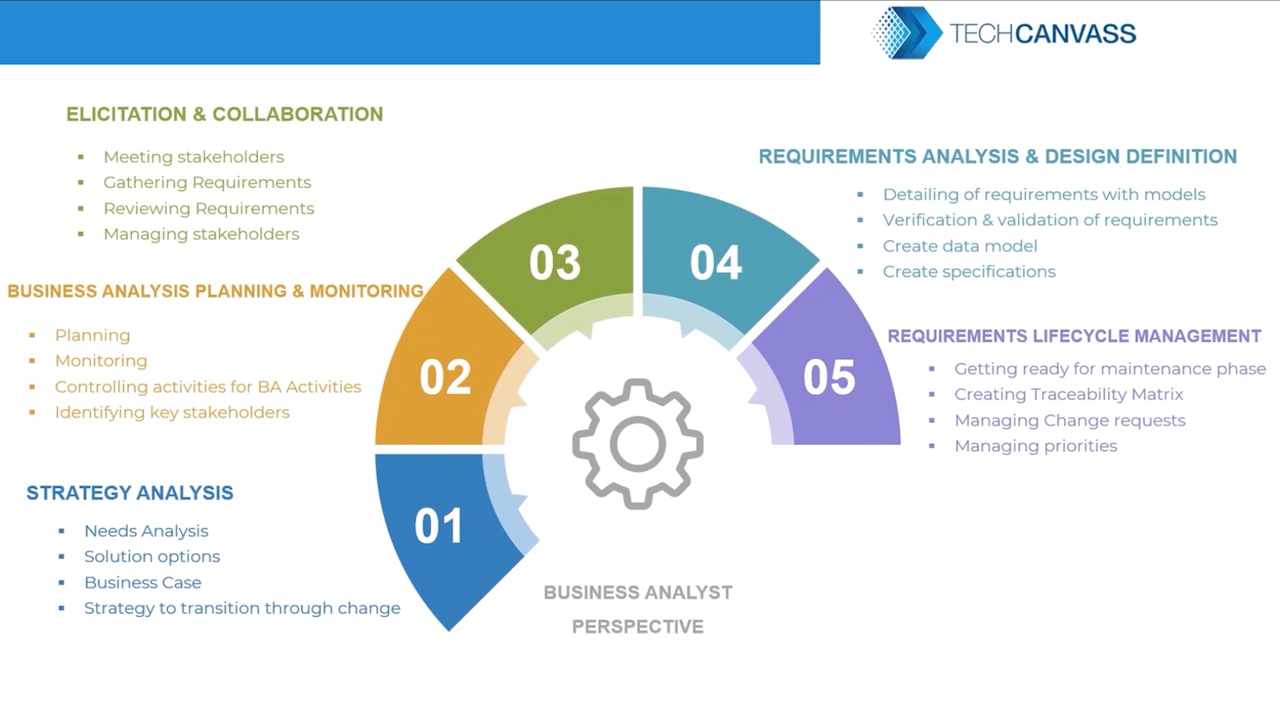 TECHCANVASS
ELICITATION & COLLABORATION
Meeting stakeholders
Gathering Requirements
Reviewing Requirements
Managing stakeholders
BUSINESS ANALYSIS PLANNING & MONITORING
Planning
Monitoring
Controlling activities for BA Activities
Identifying key stakeholders
STRATEGY ANALYSIS
Needs Analysis
Solution options
Business Case
Strategy to transition through change
01
02
03
04
05
BUSINESS ANALYST
PERSPECTIVE
REQUIREMENTS ANALYSIS & DESIGN DEFINITION
Detailing of requirements with models
Verification & validation of requirements
Create data model
Create specifications
REQUIREMENTS LIFECYCLE MANAGEMENT
Getting ready for maintenance phase
Creating Traceability Matrix
Managing Change requests
Managing priorities